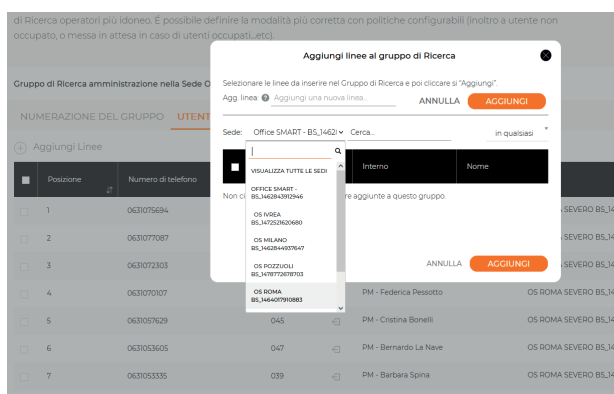 di Ricerca operatori più idoneo. É possibile definire la modalità più corretta con politiche configurabili (inoltro a utente non
occupato, o messa in attesa in caso di utenti occupati..etc).
Aggiungi linee al gruppo di Ricerca
Gruppo di Ricerca amministrazione nella Sede O
Selezionare le linee da inserire nel Gruppo di Ricerca e poi cliccare si "Aggiungi".
Agg. linea: Aggiungi una nuova linea.. ANNULLA AGGIUNGI
NUMERAZIONE DEL GRUPPO UTENT
Sede: Office SMART - BS_1462 Cerca... in qualsiasi
Aggiungi Linee
VISUALIZZA TUTTE LE SEDI
OFFICE SMART -
BS_1462843912946
OS IVREA
BS_1472521620680
OS MILANO
BS_1462844937647
OS POZZUOLI
BS_1478772678703
OS ROMA
BS_1464017910883
Interno Nome
Non ci re aggiunte a questo gruppo.
ANNULLA AGGIUNGI
Posizione Numero di telefono
1 0631075694 SEVERO BS_14
2 0631077087 SEVERO BS_14
3 0631072303 SEVERO BS_14
4 0631070107 PM - Federica Pessotto OS ROMA SEVERO BS_14
5 0631057629 045 PM - Cristina Bonelli OS ROMA SEVERO BS_14
6 0631053605 047 PM - Bernardo La Nave OS ROMA SEVERO BS_14
7 0631053335 039 PM - Barbara Spina OS ROMA SEVERO BS_14